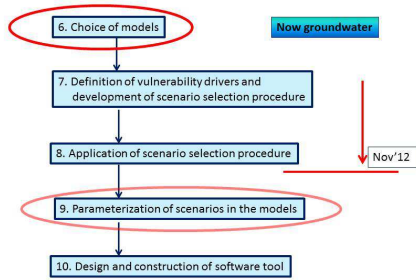 6. Choice of models
Now groundwater
7. Definition of vulnerability drivers and
development of scenario selection procedure
8. Application of scenario selection procedure
Nov'12
9. Parameterization of scenarios in the models
10. Design and construction of software tool